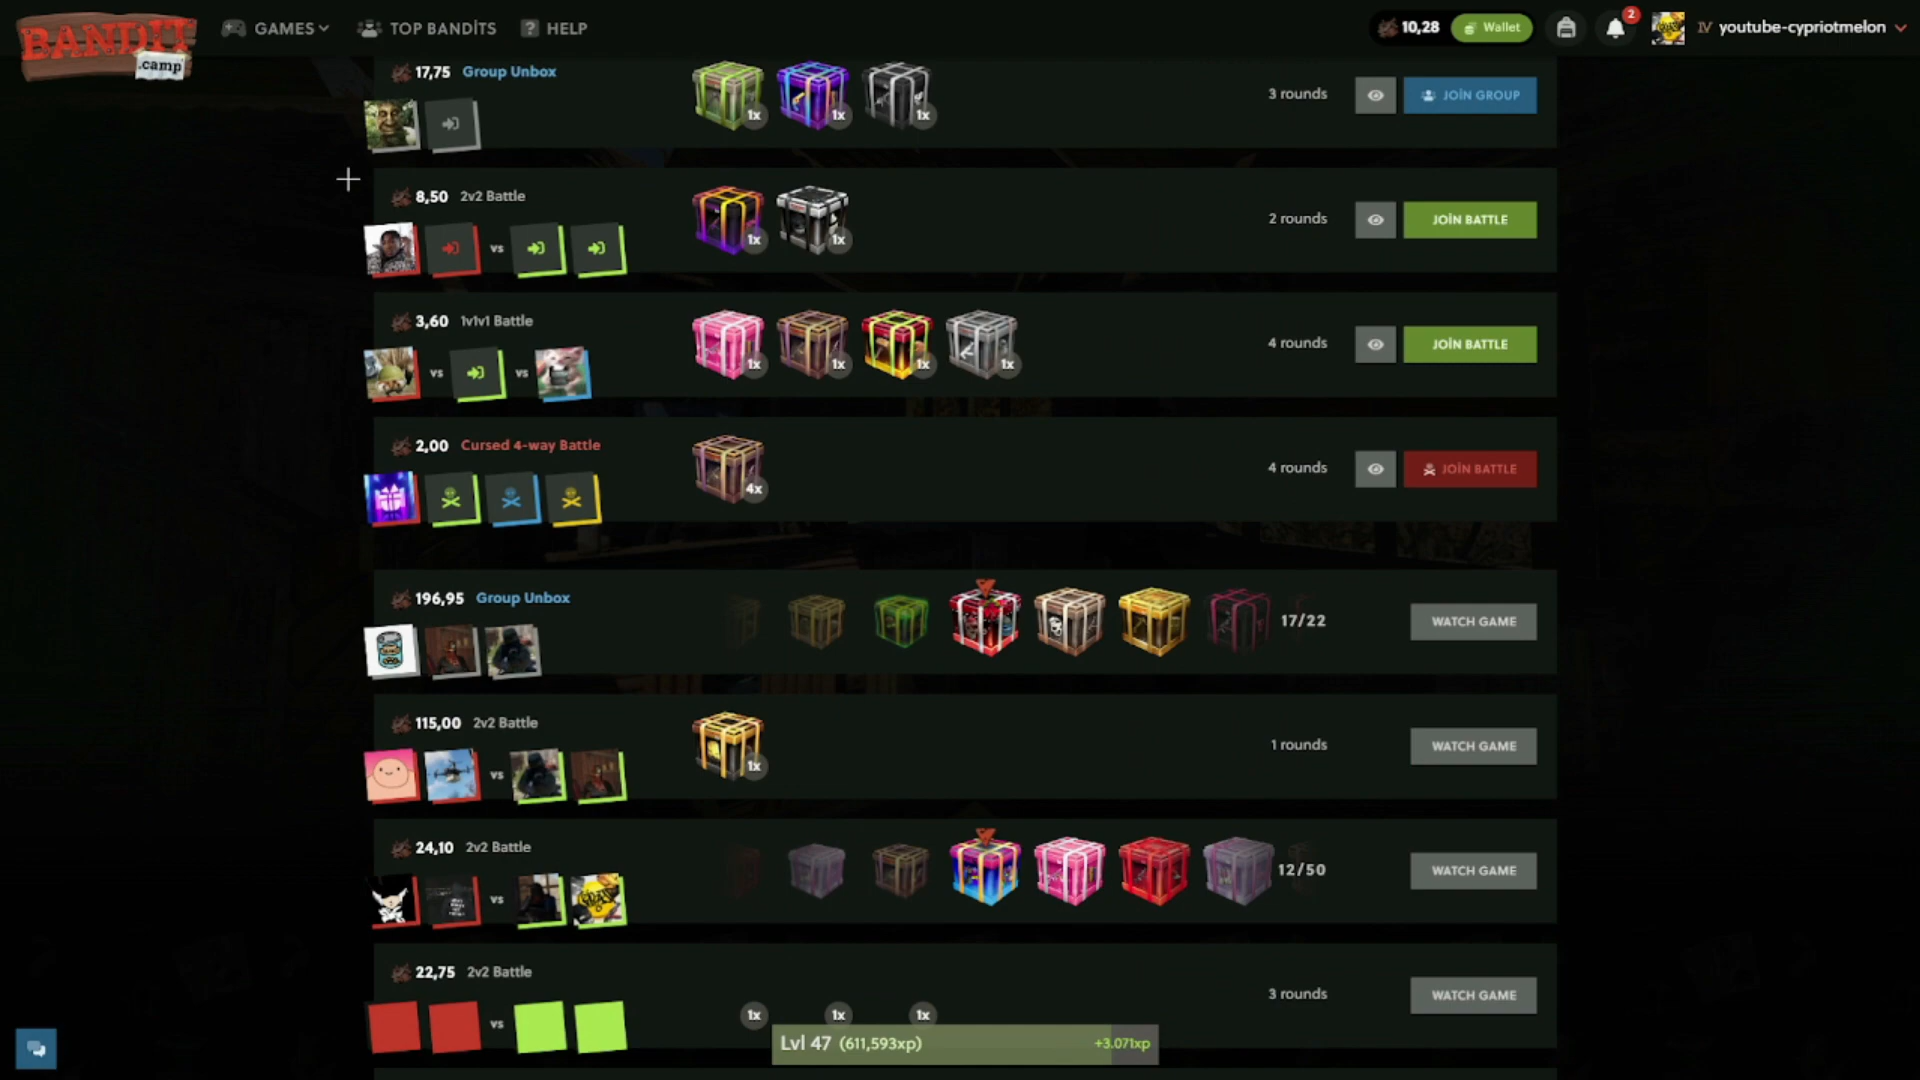 BANDIT
.camp
GAMES
TOP BANDİTS
? HELP
10,28
Wallet
2
IV youtube-cypriotmelon
17,75 Group Unbox
1x 1x 1x
3 rounds
JOİN GROUP
8,50 2v2 Battle
vs
1x 1x
2 rounds
JOİN BATTLE
3,60 1v1v1 Battle
vs vs
1x 1x 1x 1x
4 rounds
JOİN BATTLE
2,00 Cursed 4-way Battle
4x
4 rounds
JOİN BATTLE
196,95 Group Unbox
17/22
WATCH GAME
115,00 2v2 Battle
vs
1x
1 rounds
WATCH GAME
24,10 2v2 Battle
vs
12/50
WATCH GAME
22,75 2v2 Battle
vs
1x 1x 1x
3 rounds
WATCH GAME
Lvl 47 (611,593xp)
+3.071xp